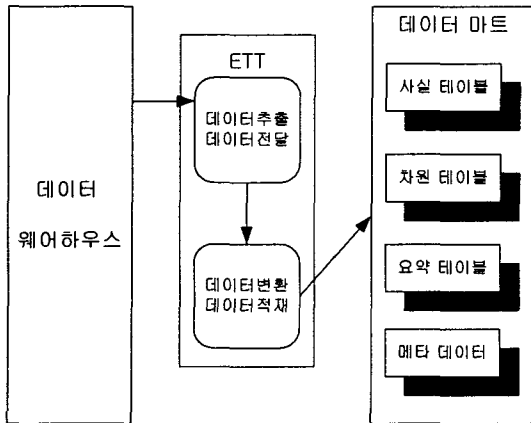 데이터
웨어하우스
ETT
데이터추출
데이터전달
데이터변환
데이터적재
데이터 마트
사실 테이블
차원 테이블
요약 테이블
메타 데이터